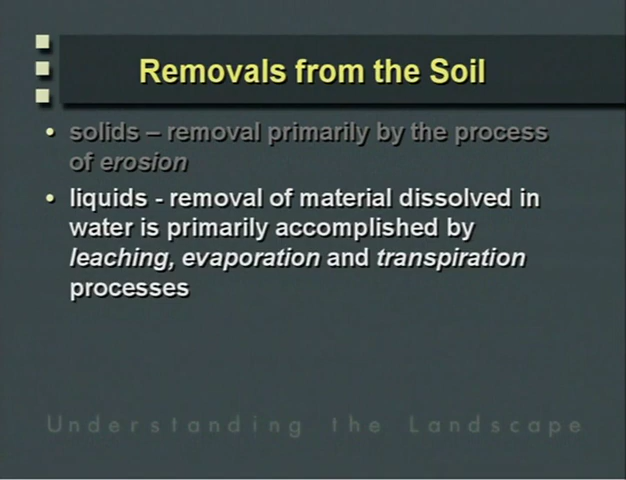 Removals from the Soil
• solids – removal primarily by the process
of erosion
• liquids - removal of material dissolved in
water is primarily accomplished by
leaching, evaporation and transpiration
processes
Understanding the Landscape